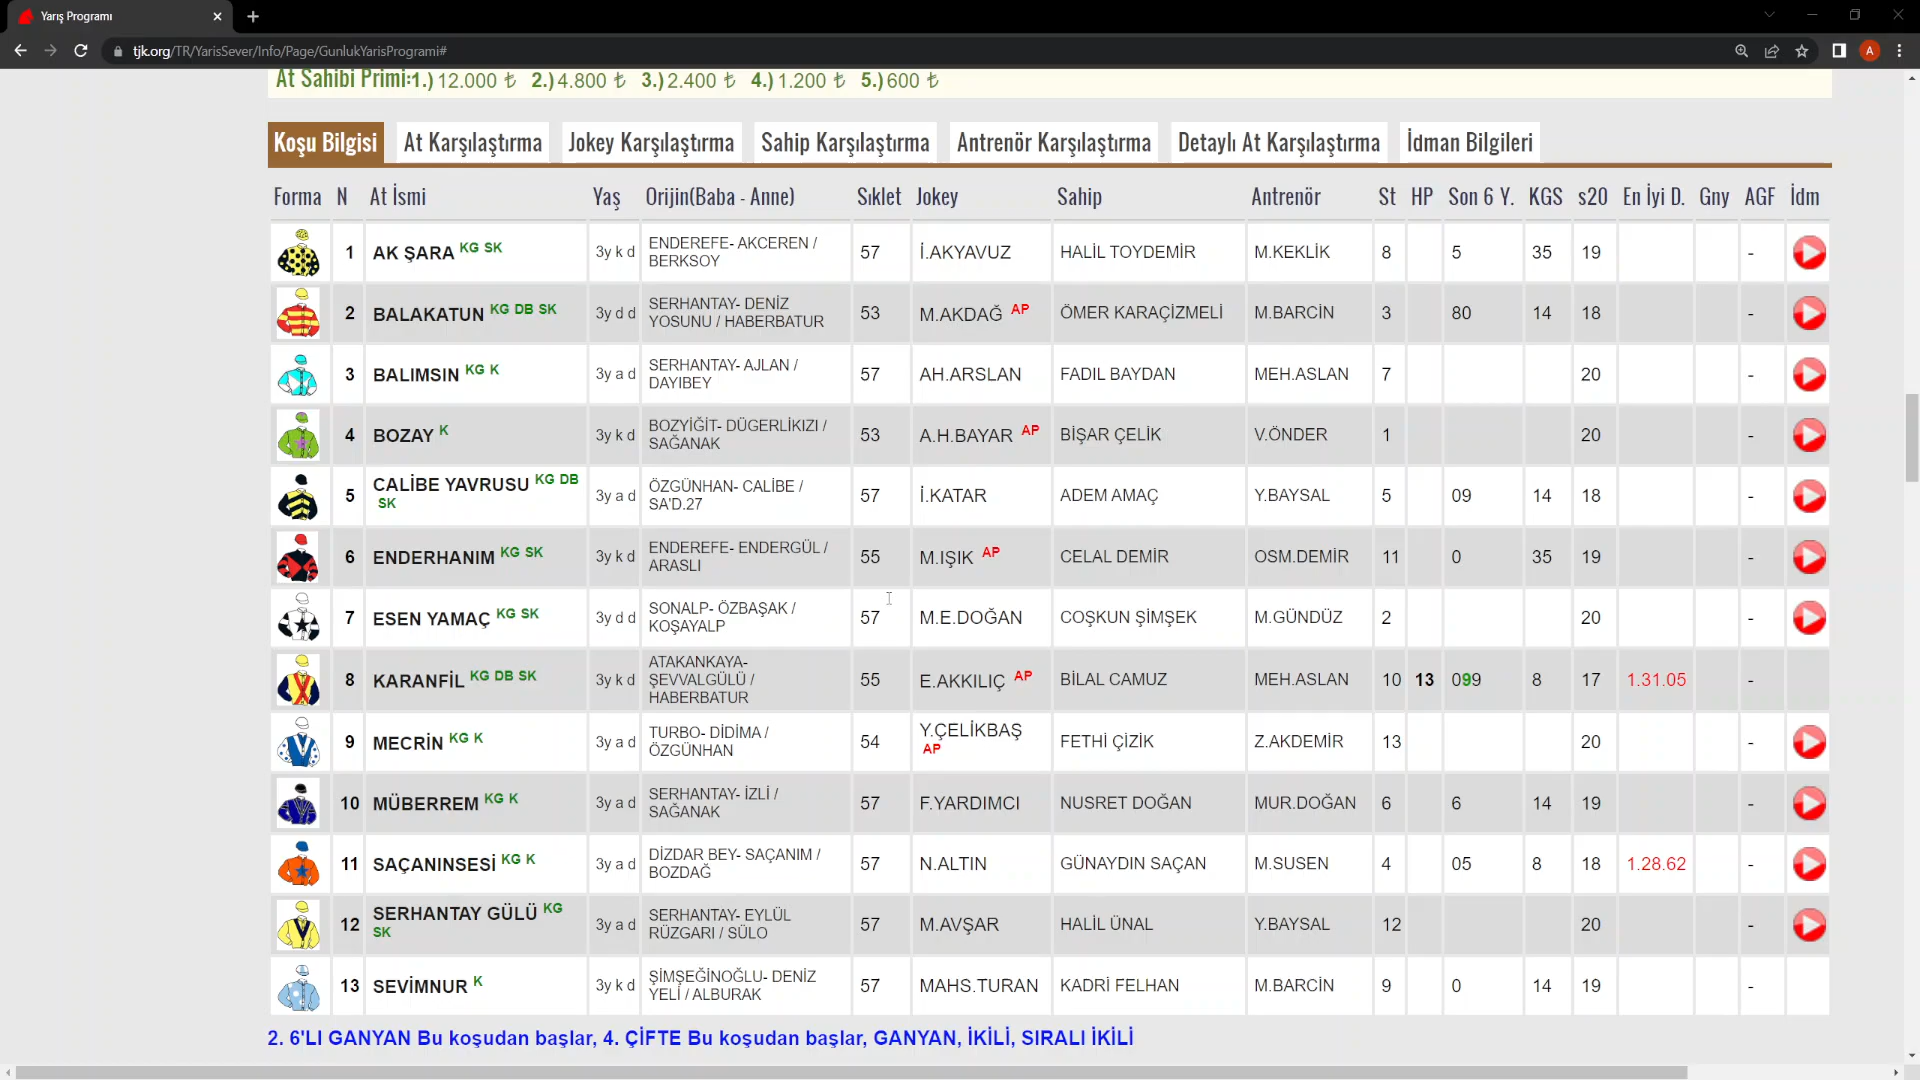 Yarış Programı
tjk.org/TR/YarisSever/Info/Page/GunlukYarisProgrami#
A
At Sahibi Primi:1.) 12.000 ₺ 2.) 4.800 ₺ 3.) 2.400 ₺ 4.) 1.200 ₺ 5.) 600 ₺
Koşu Bilgisi At Karşılaştırma Jokey Karşılaştırma Sahip Karşılaştırma Antrenör Karşılaştırma Detaylı At Karşılaştırma İdman Bilgileri
Forma N At İsmi Yaş Orijin(Baba - Anne) Sıklet Jokey Sahip Antrenör St HP Son 6 Y. KGS s20 En İyi D. Gny AGF İdm
1 AK ŞARA KG SK 3y k d ENDEREFE- AKCEREN / BERKSOY 57 İ.AKYAVUZ HALİL TOYDEMİR M.KEKLİK 8 5 35 19 -
2 BALAKATUN KG DB SK 3y d d SERHANTAY- DENİZ YOSUNU / HABERBATUR 53 M.AKDAĞ AP ÖMER KARAÇİZMELİ M.BARCİN 3 80 14 18 -
3 BALIMSIN KG K 3y a d SERHANTAY- AJLAN / DAYIBEY 57 AH.ARSLAN FADIL BAYDAN MEH.ASLAN 7 20 -
4 BOZAY K 3y k d BOZYİĞİT- DÜGERLİKIZI / SAĞANAK 53 A.H.BAYAR AP BİŞAR ÇELİK V.ÖNDER 1 20 -
5 CALİBE YAVRUSU KG DB SK 3y a d ÖZGÜNHAN- CALİBE / SA'D.27 57 İ.KATAR ADEM AMAÇ Y.BAYSAL 5 09 14 18 -
6 ENDERHANIM KG SK 3y k d ENDEREFE- ENDERGÜL / ARASLI 55 M.IŞIK AP CELAL DEMİR OSM.DEMİR 11 0 35 19 -
7 ESEN YAMAÇ KG SK 3y d d SONALP- ÖZBAŞAK / KOŞAYALP 57 M.E.DOĞAN COŞKUN ŞİMŞEK M.GÜNDÜZ 2 20 -
8 KARANFİL KG DB SK 3y k d ATAKANKAYA- ŞEVVALGÜLÜ / HABERBATUR 55 E.AKKILIÇ AP BİLAL CAMUZ MEH.ASLAN 10 13 099 8 17 1.31.05 -
9 MECRİN KG K 3y a d TURBO- DİDİMA / ÖZGÜNHAN 54 Y.ÇELİKBAŞ AP FETHİ ÇİZİK Z.AKDEMİR 13 20 -
10 MÜBERREM KG K 3y a d SERHANTAY- İZLİ / SAĞANAK 57 F.YARDIMCI NUSRET DOĞAN MUR.DOĞAN 6 6 14 19 -
11 SAÇANINSESİ KG K 3y a d DİZDAR BEY- SAÇANIM / BOZDAĞ 57 N.ALTIN GÜNAYDIN SAÇAN M.SUSEN 4 05 8 18 1.28.62 -
12 SERHANTAY GÜLÜ KG SK 3y a d SERHANTAY- EYLÜL RÜZGARI / SÜLO 57 M.AVŞAR HALİL ÜNAL Y.BAYSAL 12 20 -
13 SEVİMNUR K 3y k d ŞİMŞEĞİNOĞLU- DENİZ YELİ / ALBURAK 57 MAHS.TURAN KADRİ FELHAN M.BARCİN 9 0 14 19 -
2. 6'LI GANYAN Bu koşudan başlar, 4. ÇİFTE Bu koşudan başlar, GANYAN, İKİLİ, SIRALI İKİLİ